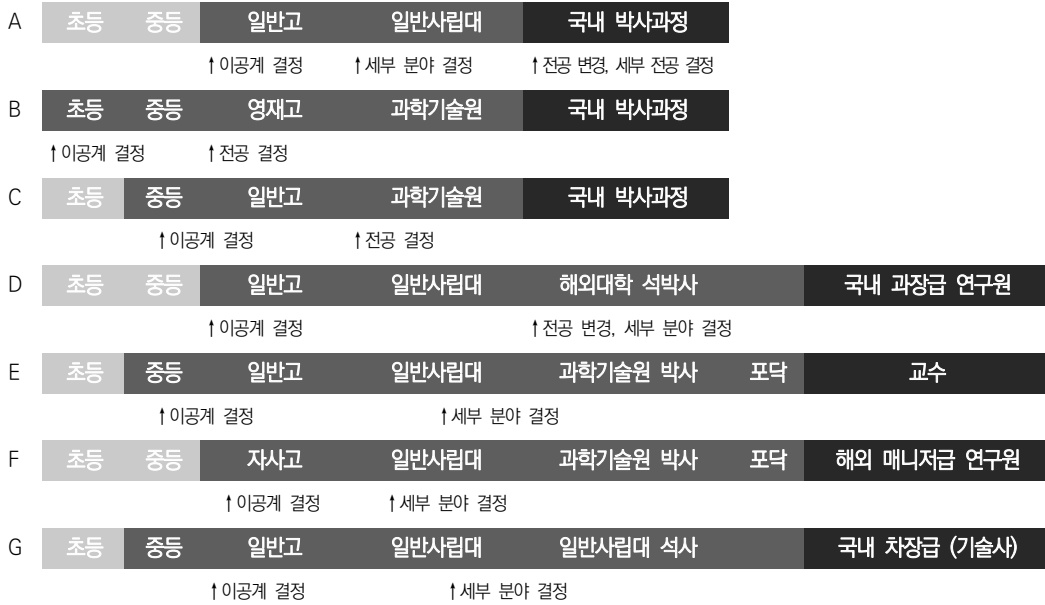 A 초등 중등 일반고 일반사립대 국내 박사과정
↑이공계 결정 ↑세부 분야 결정 ↑전공 변경, 세부 전공 결정
B 초등 중등 영재고 과학기술원 국내 박사과정
↑이공계 결정 ↑전공 결정
C 초등 중등 일반고 과학기술원 국내 박사과정
↑이공계 결정 ↑전공 결정
D 초등 중등 일반고 일반사립대 해외대학 석박사 국내 과장급 연구원
↑이공계 결정 ↑전공 변경, 세부 분야 결정
E 초등 중등 일반고 일반사립대 과학기술원 박사 포닥 교수
↑이공계 결정 ↑세부 분야 결정
F 초등 중등 자사고 일반사립대 과학기술원 박사 포닥 해외 매니저급 연구원
↑이공계 결정 ↑세부 분야 결정
G 초등 중등 일반고 일반사립대 일반사립대 석사 국내 차장급 (기술사)
↑이공계 결정 ↑세부 분야 결정